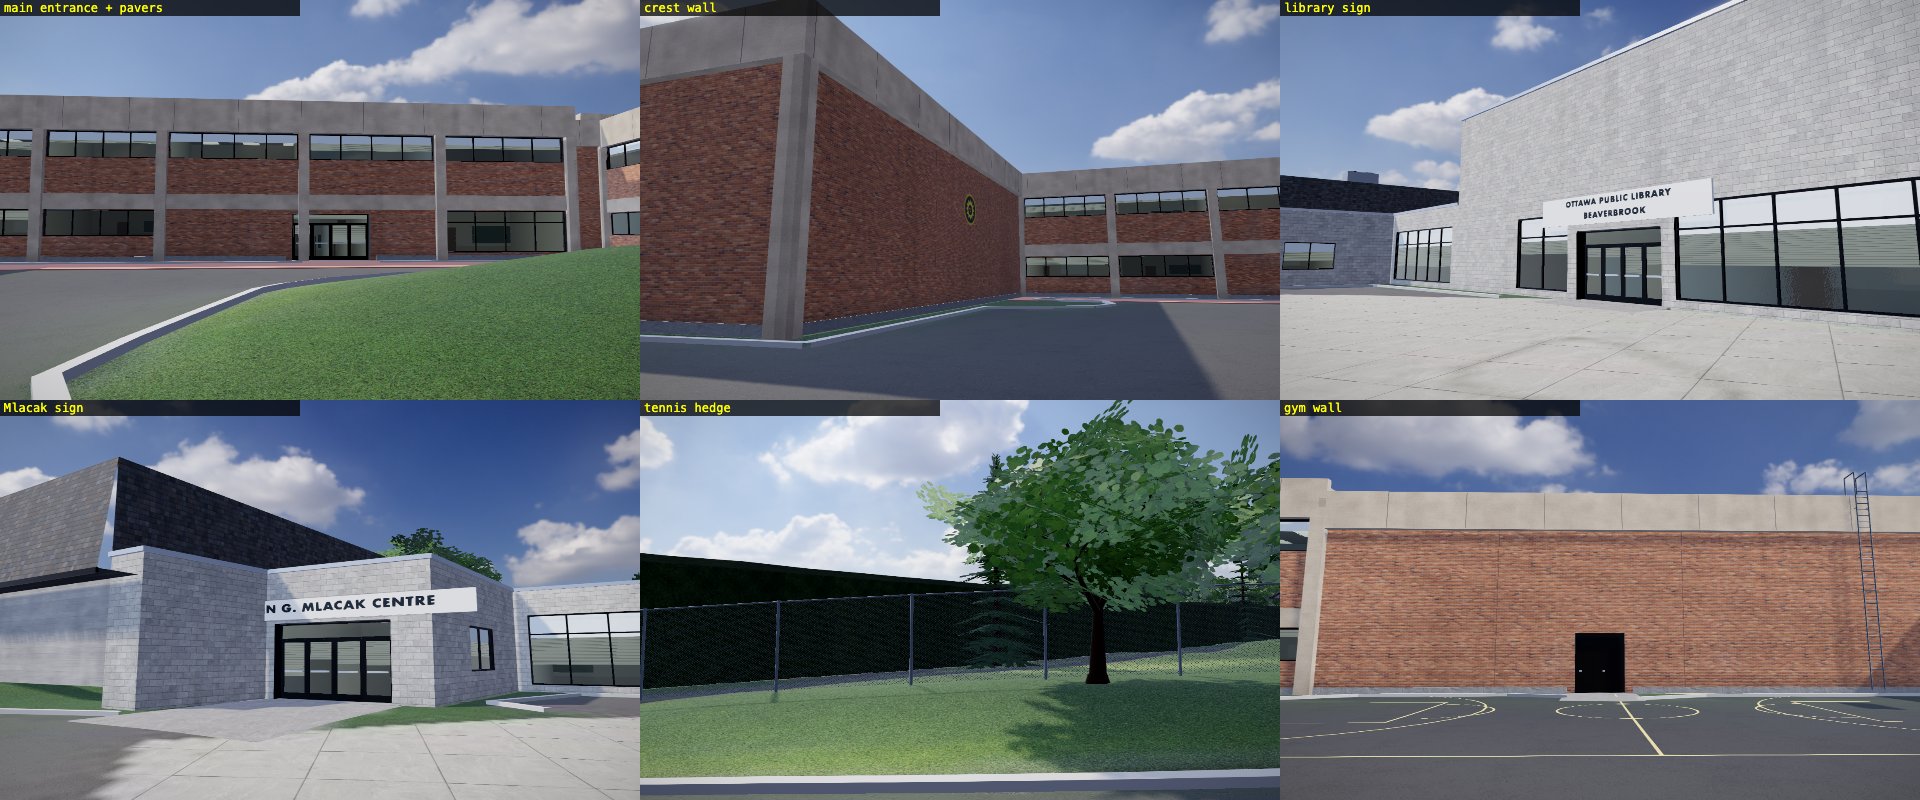 main entrance + pavers
crest wall
library sign
OTTAWA PUBLIC LIBRARY
BEAVERBROOK
Mlacak sign
N G. MLACAK CENTRE
tennis hedge
gym wall